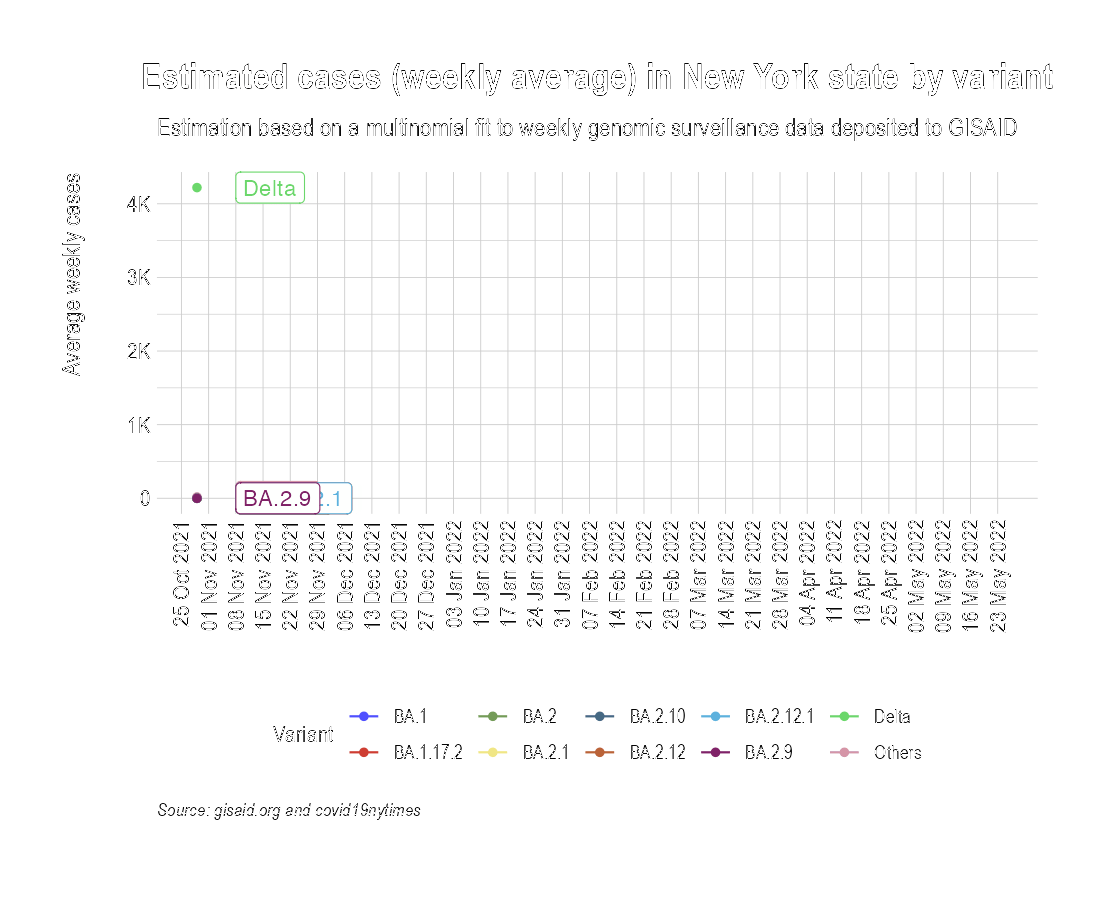 Estimated cases (weekly average) in New York state by variant
Estimation based on a multinomial fit to weekly genomic surveillance data deposited to GISAID
Average weekly cases
4K
3K
2K
1K
0
Delta
BA.2.9
2.1
25 Oct 2021
01 Nov 2021
08 Nov 2021
15 Nov 2021
22 Nov 2021
29 Nov 2021
06 Dec 2021
13 Dec 2021
20 Dec 2021
27 Dec 2021
03 Jan 2022
10 Jan 2022
17 Jan 2022
24 Jan 2022
31 Jan 2022
07 Feb 2022
14 Feb 2022
21 Feb 2022
28 Feb 2022
07 Mar 2022
14 Mar 2022
21 Mar 2022
28 Mar 2022
04 Apr 2022
11 Apr 2022
18 Apr 2022
25 Apr 2022
02 May 2022
09 May 2022
16 May 2022
23 May 2022
Variant
BA.1 BA.2 BA.2.10 BA.2.12.1 Delta
BA.1.17.2 BA.2.1 BA.2.12 BA.2.9 Others
Source: gisaid.org and covid19nytimes